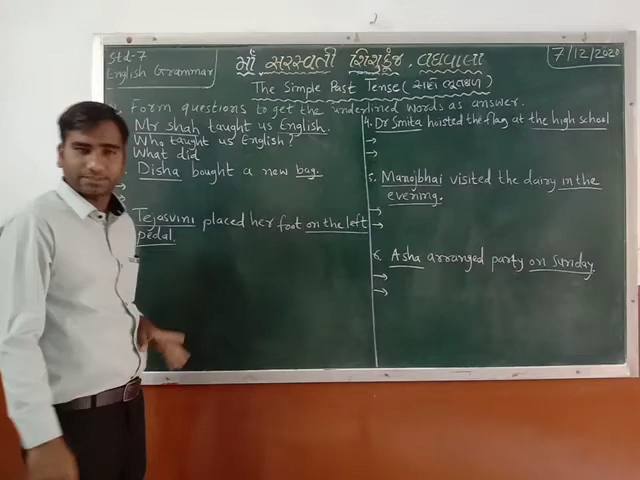 Std-7
English Grammar
માઁ સરસ્વતી શિશુકુંજ, વઘવાલા
7/12/2020
The Simple Past Tense (સાદો ભૂતકાળ)
Form questions to get the underlined words as answer.
Mr shah taught us English.
Who taught us English?
What did
Disha bought a new bag.
→
Tejasvini placed her foot on the left
pedal.
4. Dr Smita hoisted the flag at the high school
→
→
5. Manojbhai visited the dairy in the
evening.
→
→
6. Asha arranged party on Sunday.
→
→